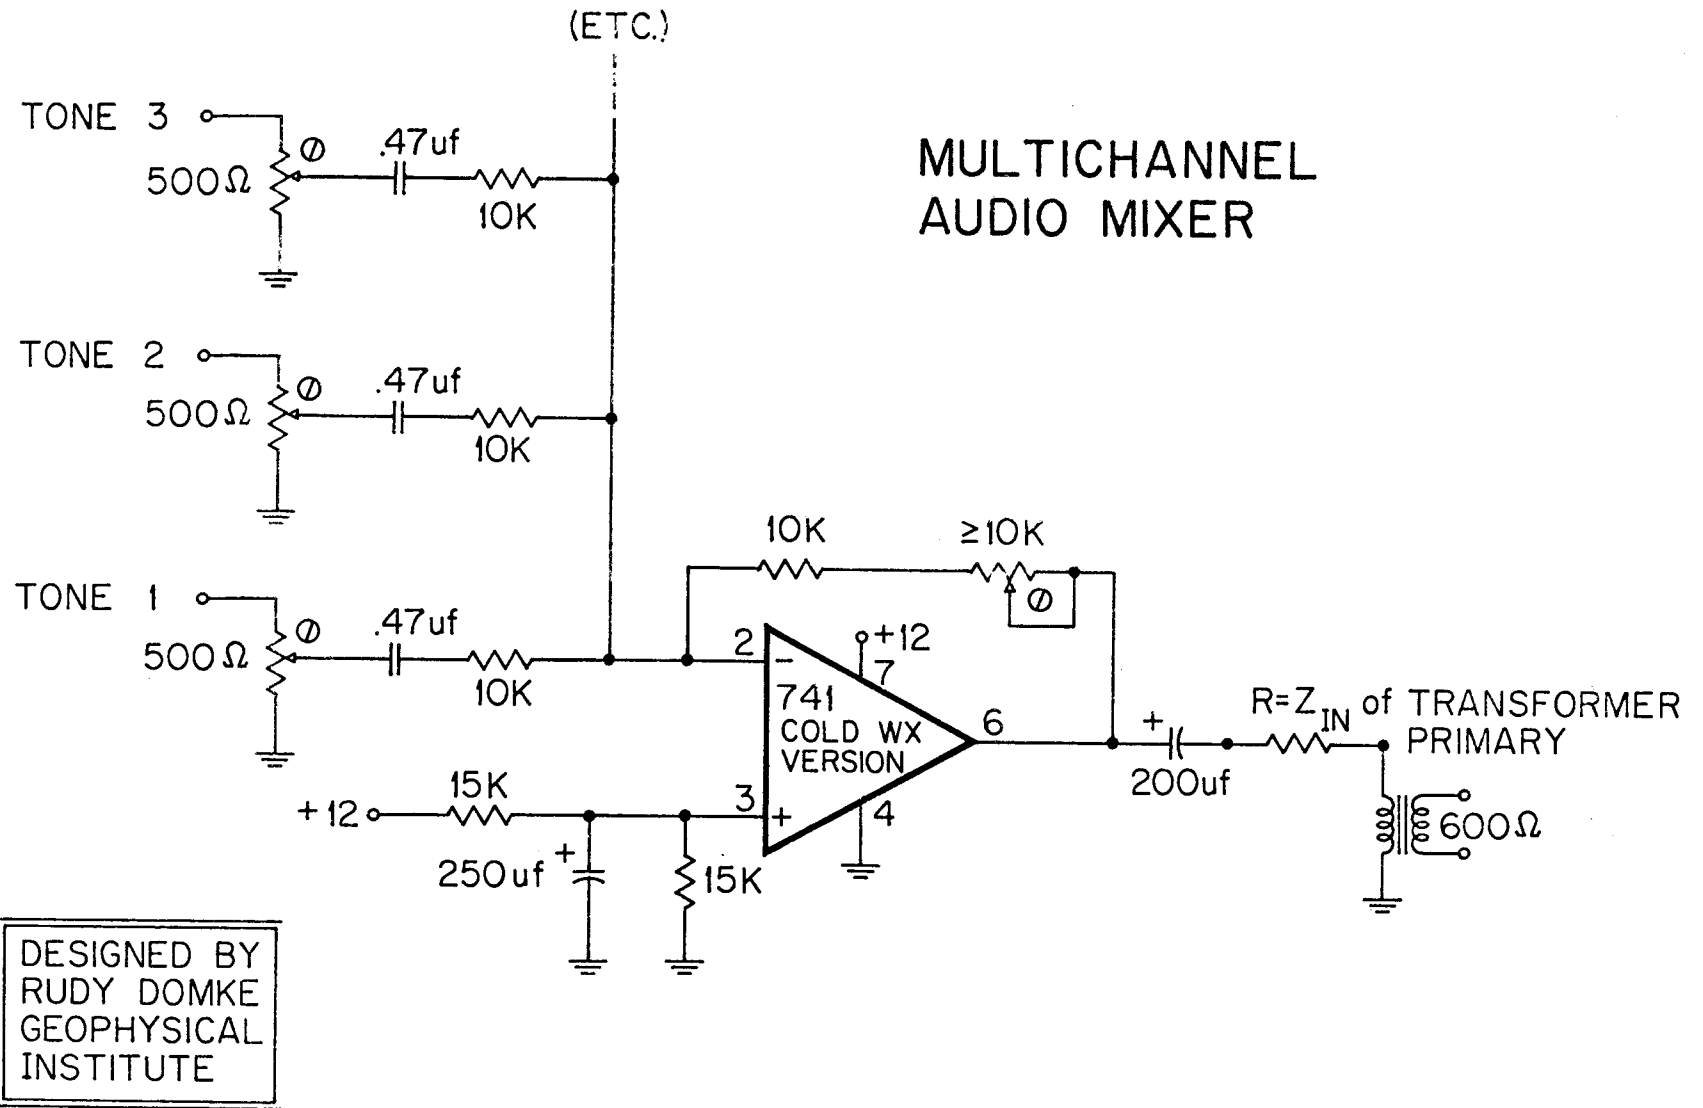 (ETC.)
TONE 3
500Ω
.47uf
10K
MULTICHANNEL
AUDIO MIXER
TONE 2
500Ω
.47uf
10K
TONE 1
500Ω
.47uf
10K
10K
≥10K
2
−
+12
7
741
COLD WX
VERSION
6
3
+
4
+12
15K
+
250uf
15K
+
200uf
R=Z_IN of TRANSFORMER
PRIMARY
600Ω
DESIGNED BY
RUDY DOMKE
GEOPHYSICAL
INSTITUTE